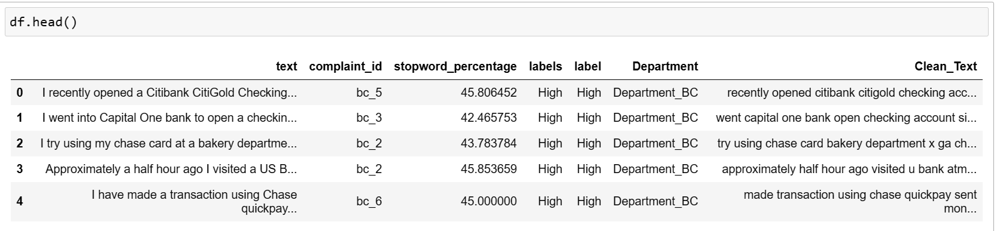 df.head()
text complaint_id stopword_percentage labels label Department Clean_Text
0 I recently opened a Citibank CitiGold Checking... bc_5 45.806452 High High Department_BC recently opened citibank citigold checking acc...
1 I went into Capital One bank to open a checkin... bc_3 42.465753 High High Department_BC went capital one bank open checking account si...
2 I try using my chase card at a bakery departme... bc_2 43.783784 High High Department_BC try using chase card bakery department x ga ch...
3 Approximately a half hour ago I visited a US B... bc_2 45.853659 High High Department_BC approximately half hour ago visited u bank atm...
4 I have made a transaction using Chase quickpay... bc_6 45.000000 High High Department_BC made transaction using chase quickpay sent mon...